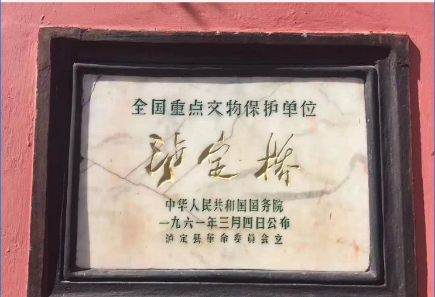 全国重点文物保护单位
泸定桥
中华人民共和国国务院
一九六一年三月四日公布
泸定县革命委员会立